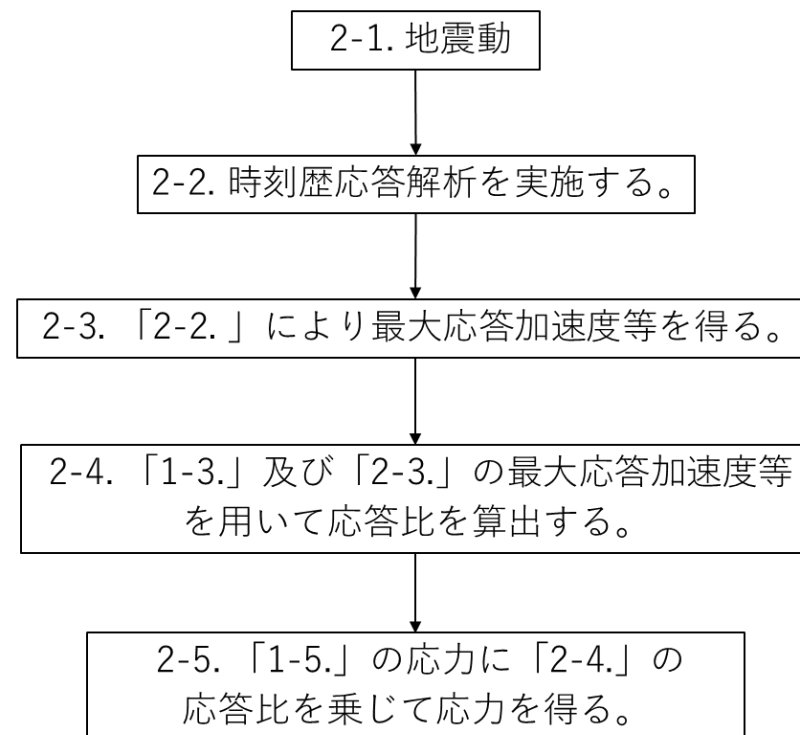 2-1. 地震動
2-2. 時刻歴応答解析を実施する。
2-3. 「2-2. 」により最大応答加速度等を得る。
2-4. 「1-3.」及び「2-3.」の最大応答加速度等
を用いて応答比を算出する。
2-5. 「1-5.」の応力に「2-4.」の
応答比を乗じて応力を得る。